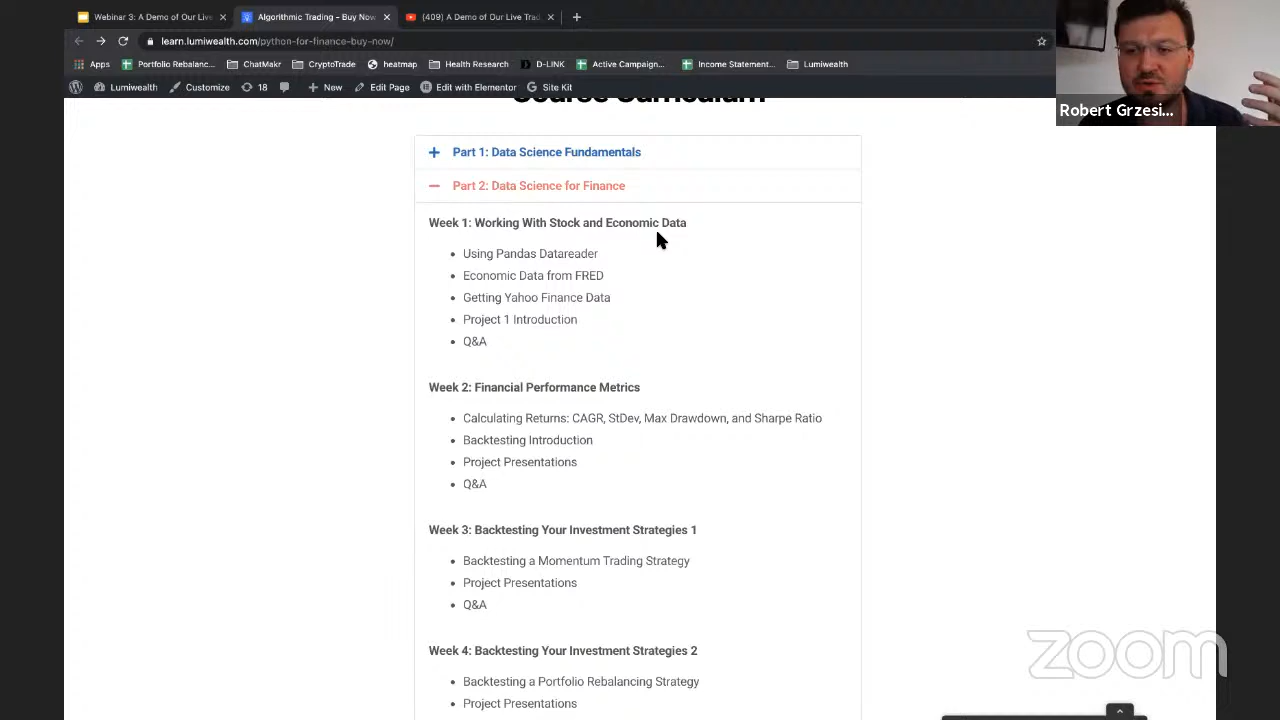 Webinar 3: A Demo of Our Live
Algorithmic Trading - Buy Now
(409) A Demo of Our Live Trad
learn.lumiwealth.com/python-for-finance-buy-now/
Apps
Portfolio Rebalanc...
ChatMakr
CryptoTrade
heatmap
Health Research
D-LINK
Active Campaign...
Income Statement...
Lumiwealth
Lumiwealth
Customize
18
New
Edit Page
Edit with Elementor
Site Kit
Robert Grzesi...
Course Curriculum
Part 1: Data Science Fundamentals
Part 2: Data Science for Finance
Week 1: Working With Stock and Economic Data
Using Pandas Datareader
Economic Data from FRED
Getting Yahoo Finance Data
Project 1 Introduction
Q&A
Week 2: Financial Performance Metrics
Calculating Returns: CAGR, StDev, Max Drawdown, and Sharpe Ratio
Backtesting Introduction
Project Presentations
Q&A
Week 3: Backtesting Your Investment Strategies 1
Backtesting a Momentum Trading Strategy
Project Presentations
Q&A
Week 4: Backtesting Your Investment Strategies 2
Backtesting a Portfolio Rebalancing Strategy
Project Presentations
zoom